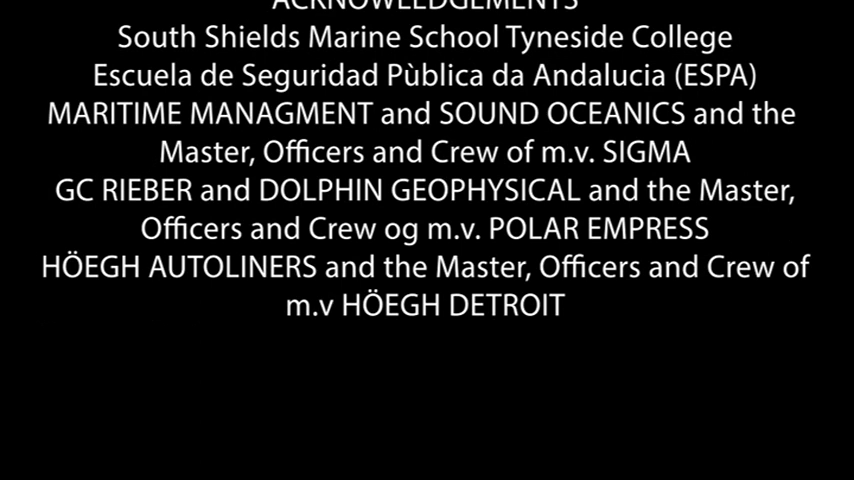 ACKNOWLEDGEMENTS
South Shields Marine School Tyneside College
Escuela de Seguridad Pùblica da Andalucia (ESPA)
MARITIME MANAGMENT and SOUND OCEANICS and the
Master, Officers and Crew of m.v. SIGMA
GC RIEBER and DOLPHIN GEOPHYSICAL and the Master,
Officers and Crew og m.v. POLAR EMPRESS
HÖEGH AUTOLINERS and the Master, Officers and Crew of
m.v HÖEGH DETROIT